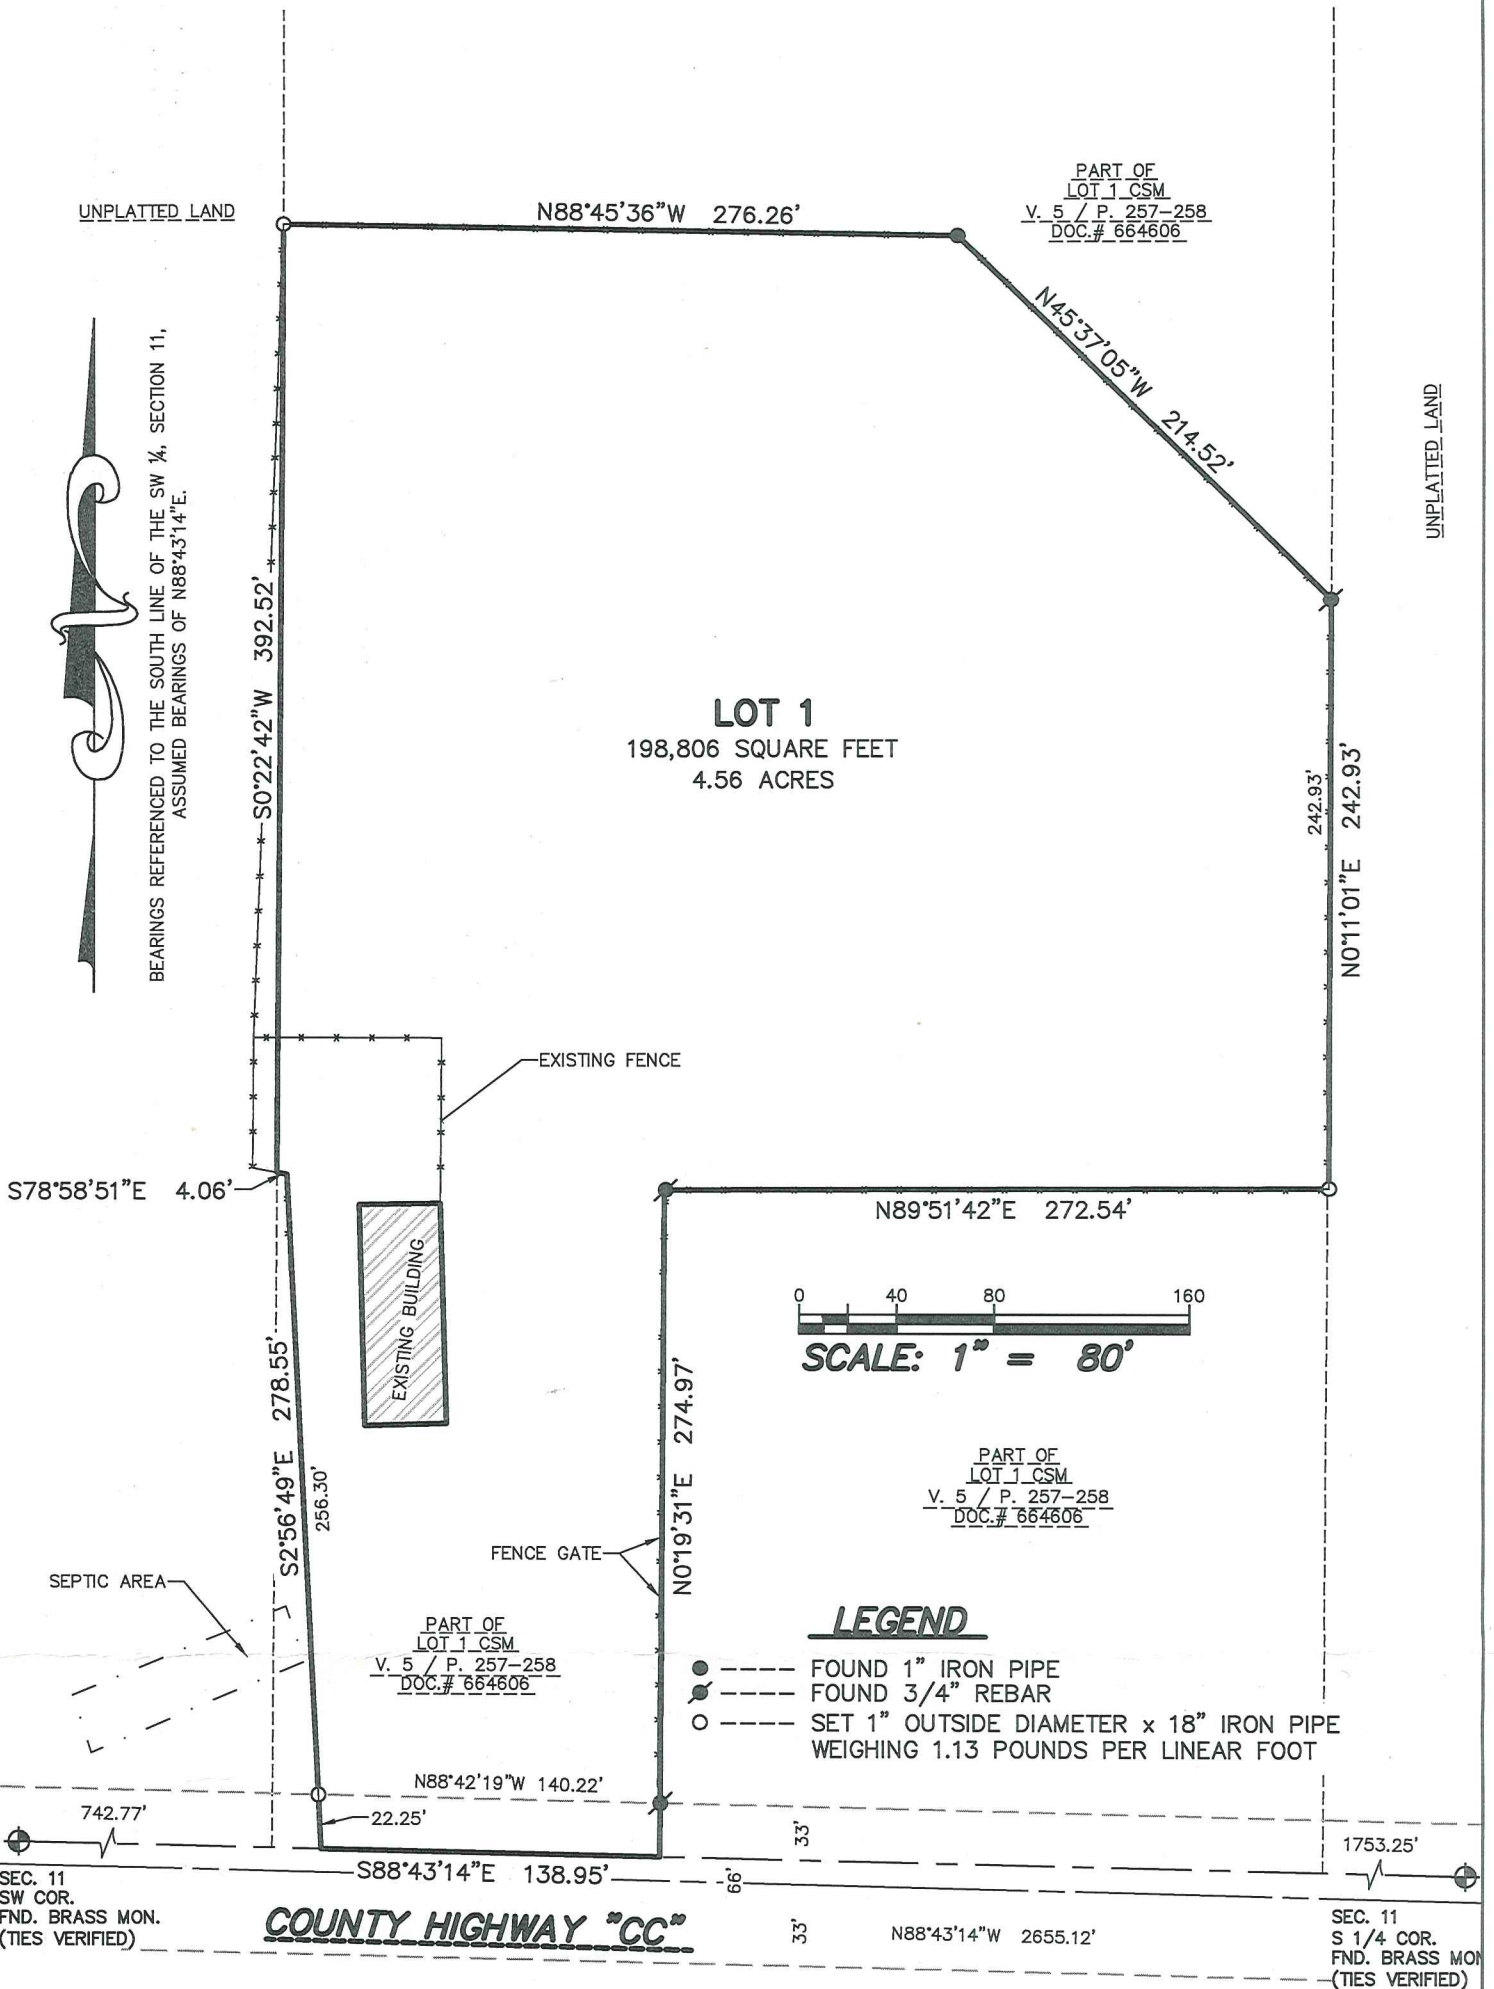 UNPLATTED LAND
N88°45'36"W 276.26'
PART OF
LOT 1 CSM
V. 5 / P. 257-258
DOC.# 664606
N45°37'05"W 214.52'
UNPLATTED LAND
BEARINGS REFERENCED TO THE SOUTH LINE OF THE SW ¼, SECTION 11,
ASSUMED BEARINGS OF N88°43'14"E.
S0°22'42"W 392.52'
LOT 1
198,806 SQUARE FEET
4.56 ACRES
242.93'
N0°11'01"E 242.93'
EXISTING FENCE
S78°58'51"E 4.06'
N89°51'42"E 272.54'
EXISTING BUILDING
0 40 80 160
SCALE: 1" = 80'
S2°56'49"E 278.55'
256.30'
N0°19'31"E 274.97'
PART OF
LOT 1 CSM
V. 5 / P. 257-258
DOC.# 664606
FENCE GATE
SEPTIC AREA
PART OF
LOT 1 CSM
V. 5 / P. 257-258
DOC.# 664606
LEGEND
FOUND 1" IRON PIPE
FOUND 3/4" REBAR
SET 1" OUTSIDE DIAMETER x 18" IRON PIPE
WEIGHING 1.13 POUNDS PER LINEAR FOOT
N88°42'19"W 140.22'
742.77'
22.25'
33'
1753.25'
S88°43'14"E 138.95'
66'
SEC. 11
SW COR.
FND. BRASS MON.
(TIES VERIFIED)
COUNTY HIGHWAY "CC"
33'
N88°43'14"W 2655.12'
SEC. 11
S 1/4 COR.
FND. BRASS MON
(TIES VERIFIED)